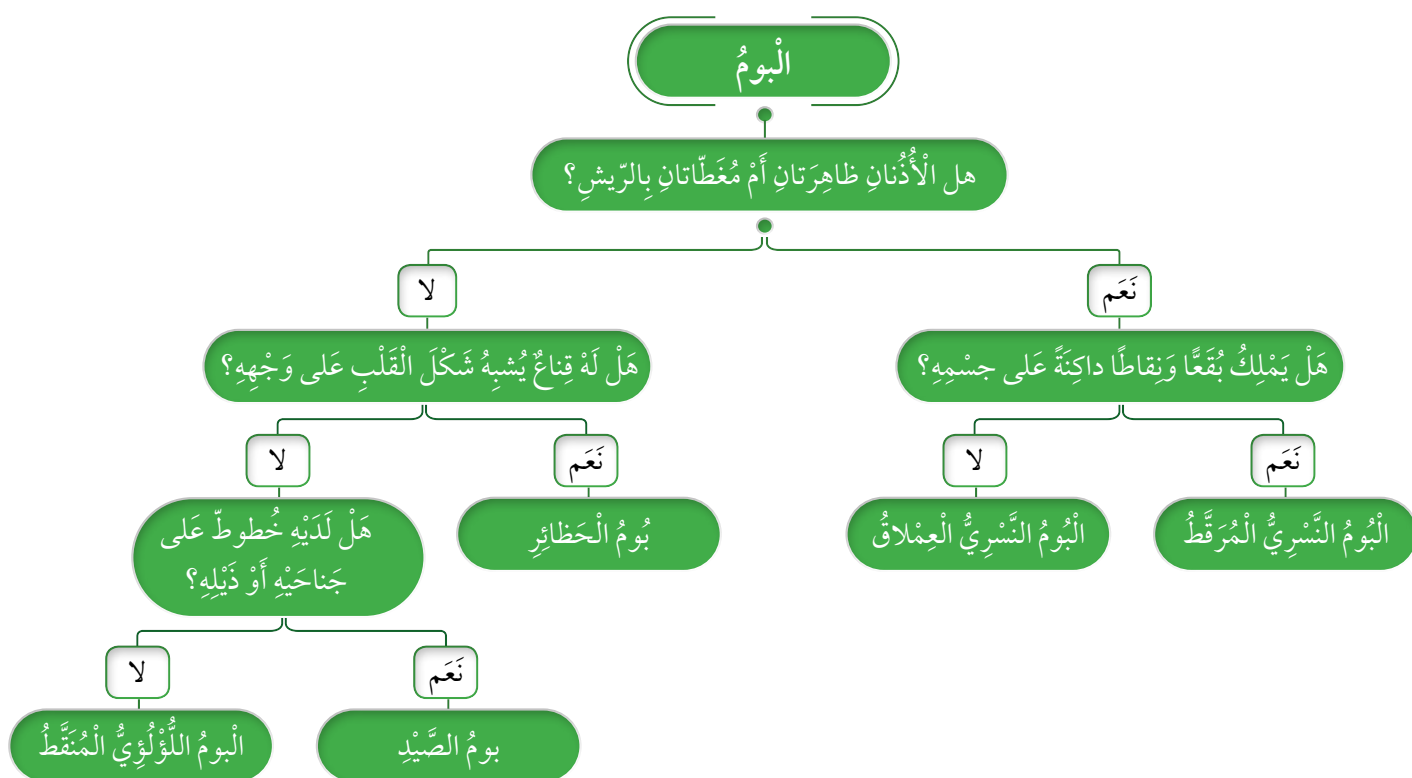 الْبومُ
هل الْأُذُنانِ ظاهِرَتانِ أَمْ مُغَطّاتانِ بِالرّيشِ؟
نَعَم
لا
هَلْ يَمْلِكُ بُقَعًّا وَنِقاطًا داكِنَةً عَلى جسْمِهِ؟
هَلْ لَهْ قِناعٌ يُشبِهُ شَكْلَ الْقَلْبِ عَلى وَجْهِهِ؟
نَعَم
لا
نَعَم
لا
الْبُومُ النَّسْرِيُّ الْمُرَقَّطُ
الْبُومُ النَّسْرِيُّ الْعِمْلاقُ
بُومُ الْحَظائِرِ
هَلْ لَدَيْهِ خُطوطّ عَلى
جَناحَيْهِ أَوْ ذَيْلِهِ؟
نَعَم
لا
بومُ الصَّيْدِ
الْبومُ اللُّؤْلُؤِيُّ الْمُنَقَّطُ